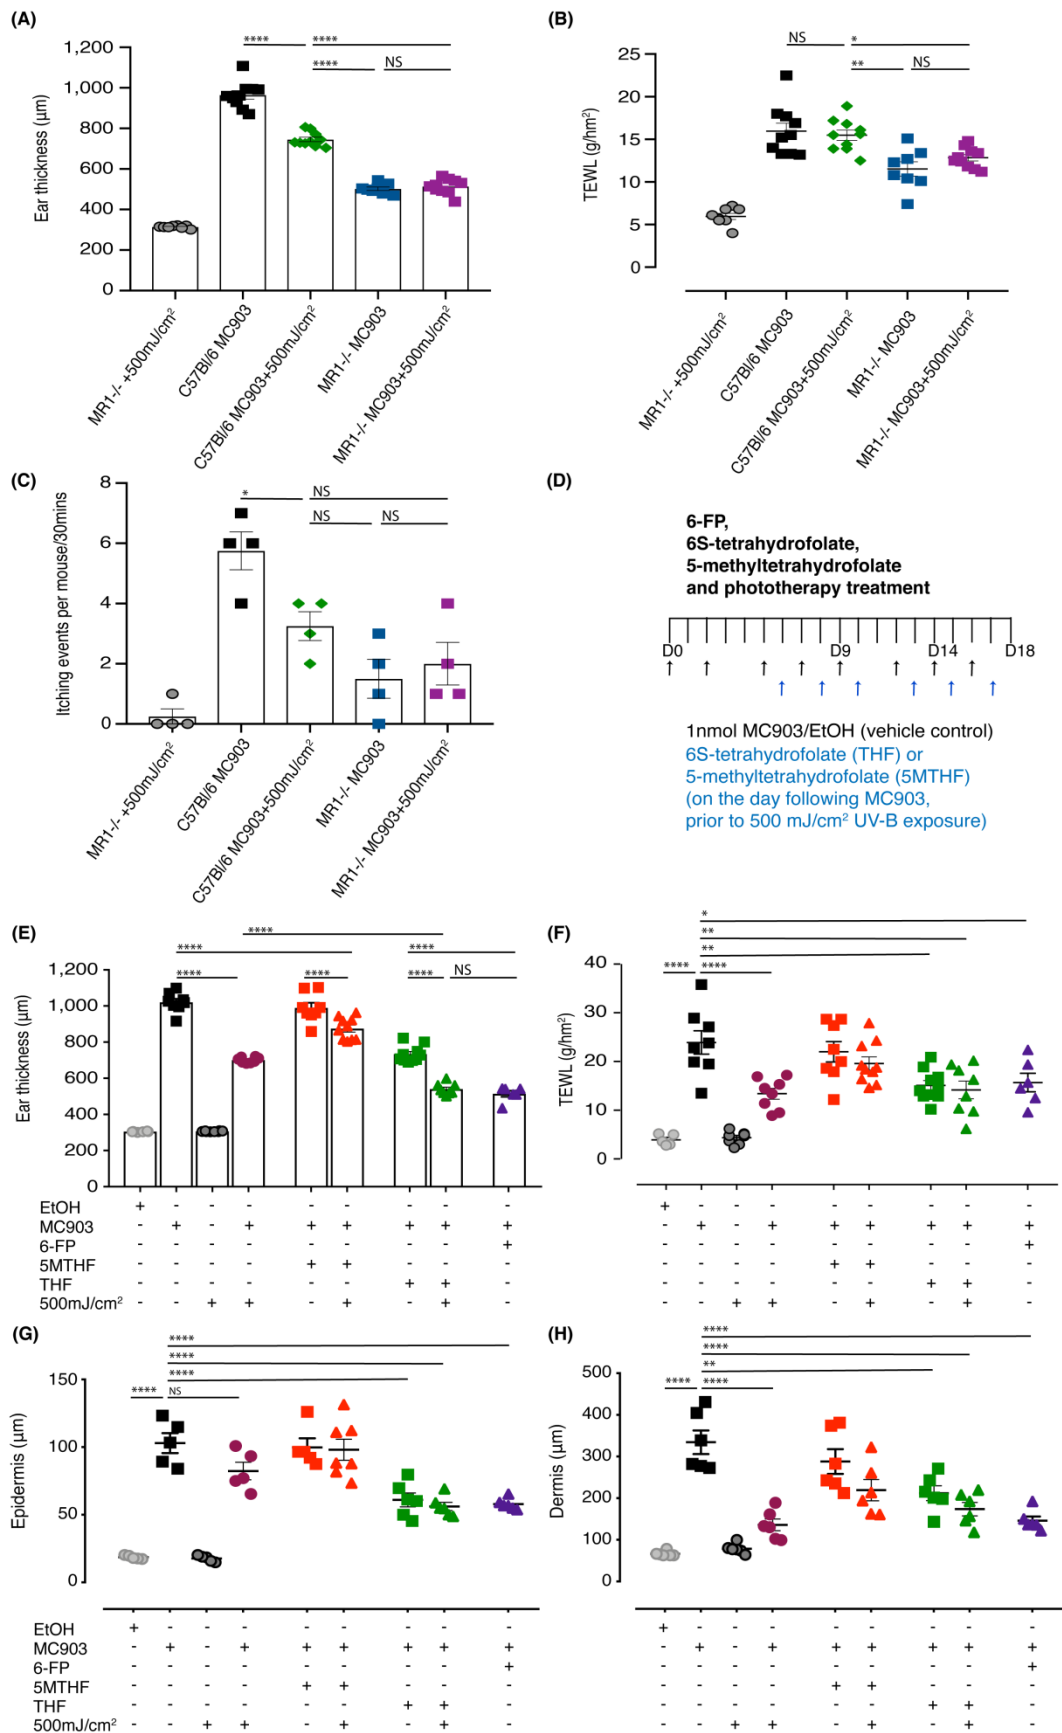 (A)
**** ****
**** NS
1,200
1,000
800
600
400
200
0
Ear thickness (µm)
MR1-/- +500mJ/cm²
C57Bl/6 MC903
C57Bl/6 MC903+500mJ/cm²
MR1-/- MC903
MR1-/- MC903+500mJ/cm²
(B)
NS *
** NS
25
20
15
10
5
0
TEWL (g/hm²)
MR1-/- +500mJ/cm²
C57Bl/6 MC903
C57Bl/6 MC903+500mJ/cm²
MR1-/- MC903
MR1-/- MC903+500mJ/cm²
(C)
* NS
NS NS
8
6
4
2
0
Itching events per mouse/30mins
MR1-/- +500mJ/cm²
C57Bl/6 MC903
C57Bl/6 MC903+500mJ/cm²
MR1-/- MC903
MR1-/- MC903+500mJ/cm²
(D)
6-FP,
6S-tetrahydrofolate,
5-methyltetrahydrofolate
and phototherapy treatment
D0 D9 D14 D18
1nmol MC903/EtOH (vehicle control)
6S-tetrahydrofolate (THF) or
5-methyltetrahydrofolate (5MTHF)
(on the day following MC903,
prior to 500 mJ/cm² UV-B exposure)
(E)
****
**** ****
**** **** **** NS
1,200
1,000
800
600
400
200
0
Ear thickness (µm)
EtOH + - - - - - - - -
MC903 - + - + + + + + +
6-FP - - - - - - - - +
5MTHF - - - - + + - - -
THF - - - - - - + + -
500mJ/cm² - - + + - + - + -
(F)
*
**
**
**** ****
40
30
20
10
0
TEWL (g/hm²)
+ - - - - - - - -
- + - + + + + + +
- - - - - - - - +
- - - - + + - - -
- - - - - - + + -
- - + + - + - + -
(G)
****
****
****
**** NS
150
100
50
0
Epidermis (µm)
EtOH + - - - - - - - -
MC903 - + - + + + + + +
6-FP - - - - - - - - +
5MTHF - - - - + + - - -
THF - - - - - - + + -
500mJ/cm² - - + + - + - + -
(H)
****
****
**
**** ****
500
400
300
200
100
0
Dermis (µm)
+ - - - - - - - -
- + - + + + + + +
- - - - - - - - +
- - - - + + - - -
- - - - - - + + -
- - + + - + - + -